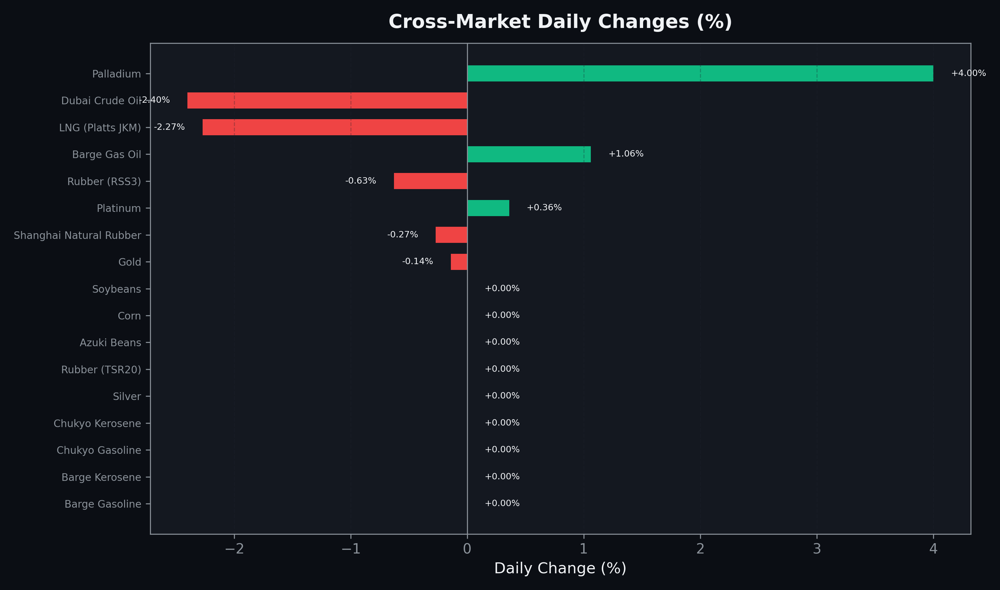 Cross-Market Daily Changes (%)
Palladium +4.00%
Dubai Crude Oil -2.40%
LNG (Platts JKM) -2.27%
Barge Gas Oil +1.06%
Rubber (RSS3) -0.63%
Platinum +0.36%
Shanghai Natural Rubber -0.27%
Gold -0.14%
Soybeans +0.00%
Corn +0.00%
Azuki Beans +0.00%
Rubber (TSR20) +0.00%
Silver +0.00%
Chukyo Kerosene +0.00%
Chukyo Gasoline +0.00%
Barge Kerosene +0.00%
Barge Gasoline +0.00%
−2 −1 0 1 2 3 4
Daily Change (%)